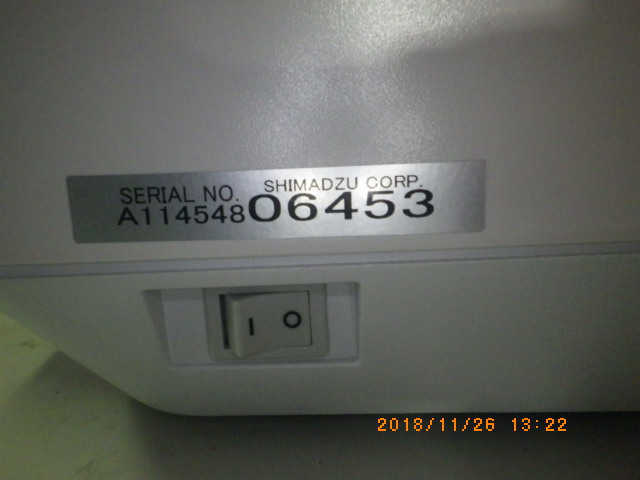 SHIMADZU CORP.
SERIAL NO.
A11454806453
I O
2018/11/26 13:22